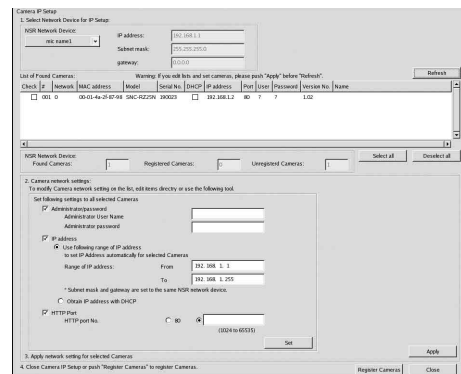 Camera IP Setup
1. Select Network Device for IP Setup:
NSR Network Device:
mic name1
IP address:
192.168.1.1
Subnet mask:
255.255.255.0
gateway:
0.0.0.0
Refresh
List of Found Cameras:
Warning: If you edit lists and set cameras, please push "Apply" before "Refresh".
Check # Network MAC address Model Serial No. DHCP IP address Port User Password Version No. Name
001 0 00-01-4a-2f-87-98 SNC-RZ25N 190023 192.168.1.2 80 ? ? 1.02
NSR Network Device:
Found Cameras: 1 Registered Cameras: 0 Unregisterd Cameras: 1
Select all
Deselect all
2. Camera network settings:
To modify Camera network setting on the list, edit items directry or use the following tool.
Set following settings to all selected Cameras
Administrator/password
Administrator User Name
Administrator password
IP address
Use following range of IP address
to set IP Address automatically for selected Cameras
Range of IP address: From 192. 168. 1. 1
To 192. 168. 1. 255
* Subnet mask and gateway are set to the same NSR network device.
Obtain IP address with DHCP
HTTP Port
HTTP port No. 80
(1024 to 65535)
Set
3. Apply network setting for selected Cameras
Apply
4. Close Camera IP Setup or push "Register Cameras" to register Cameras.
Register Cameras
Close